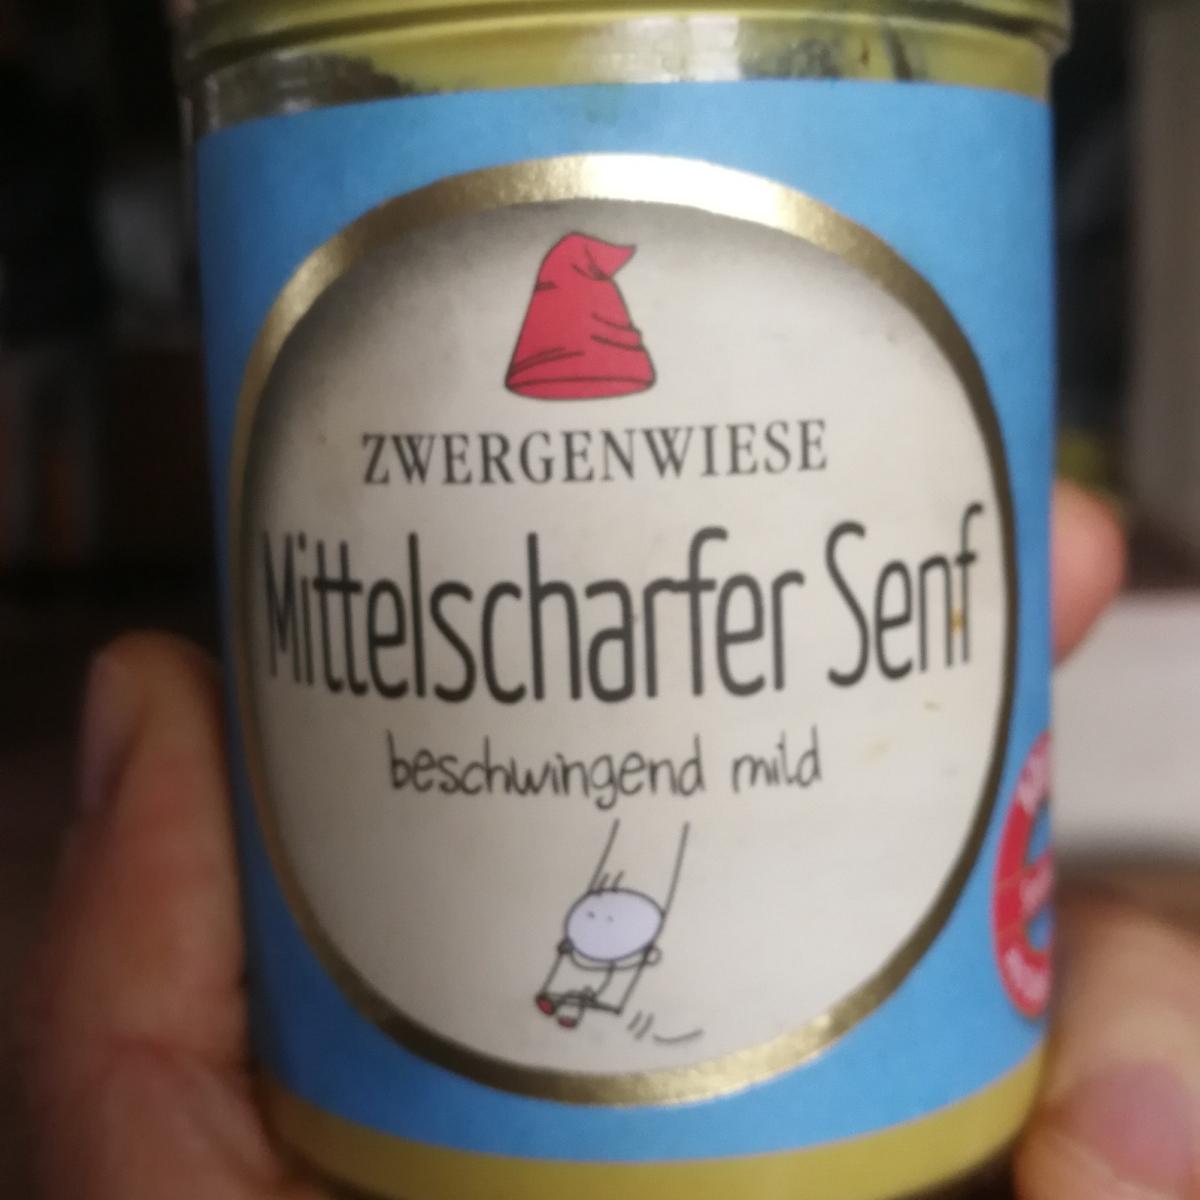 ZWERGENWIESE
Mittelscharfer Senf
beschwingend mild